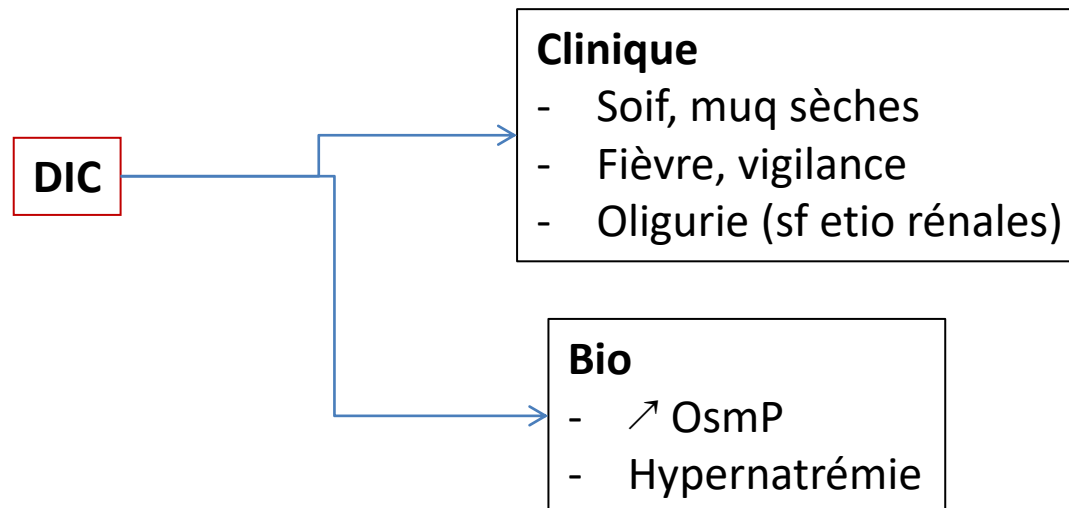 DIC
Clinique
- Soif, muq sèches
- Fièvre, vigilance
- Oligurie (sf etio rénales)
Bio
- ↗ OsmP
- Hypernatrémie